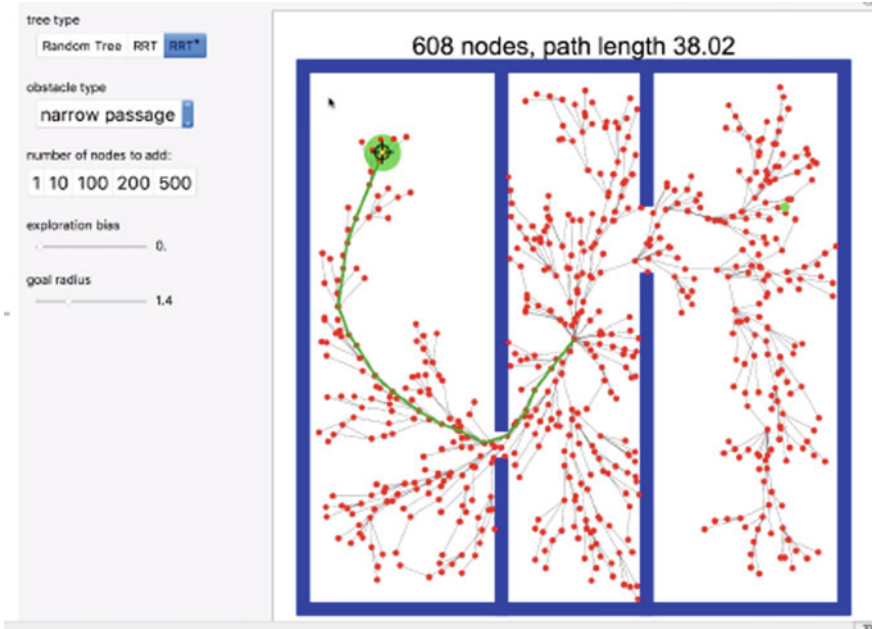 tree type
Random Tree RRT RRT*
608 nodes, path length 38.02
obstacle type
narrow passage
number of nodes to add:
1 10 100 200 500
exploration bias
0.
goal radius
1.4